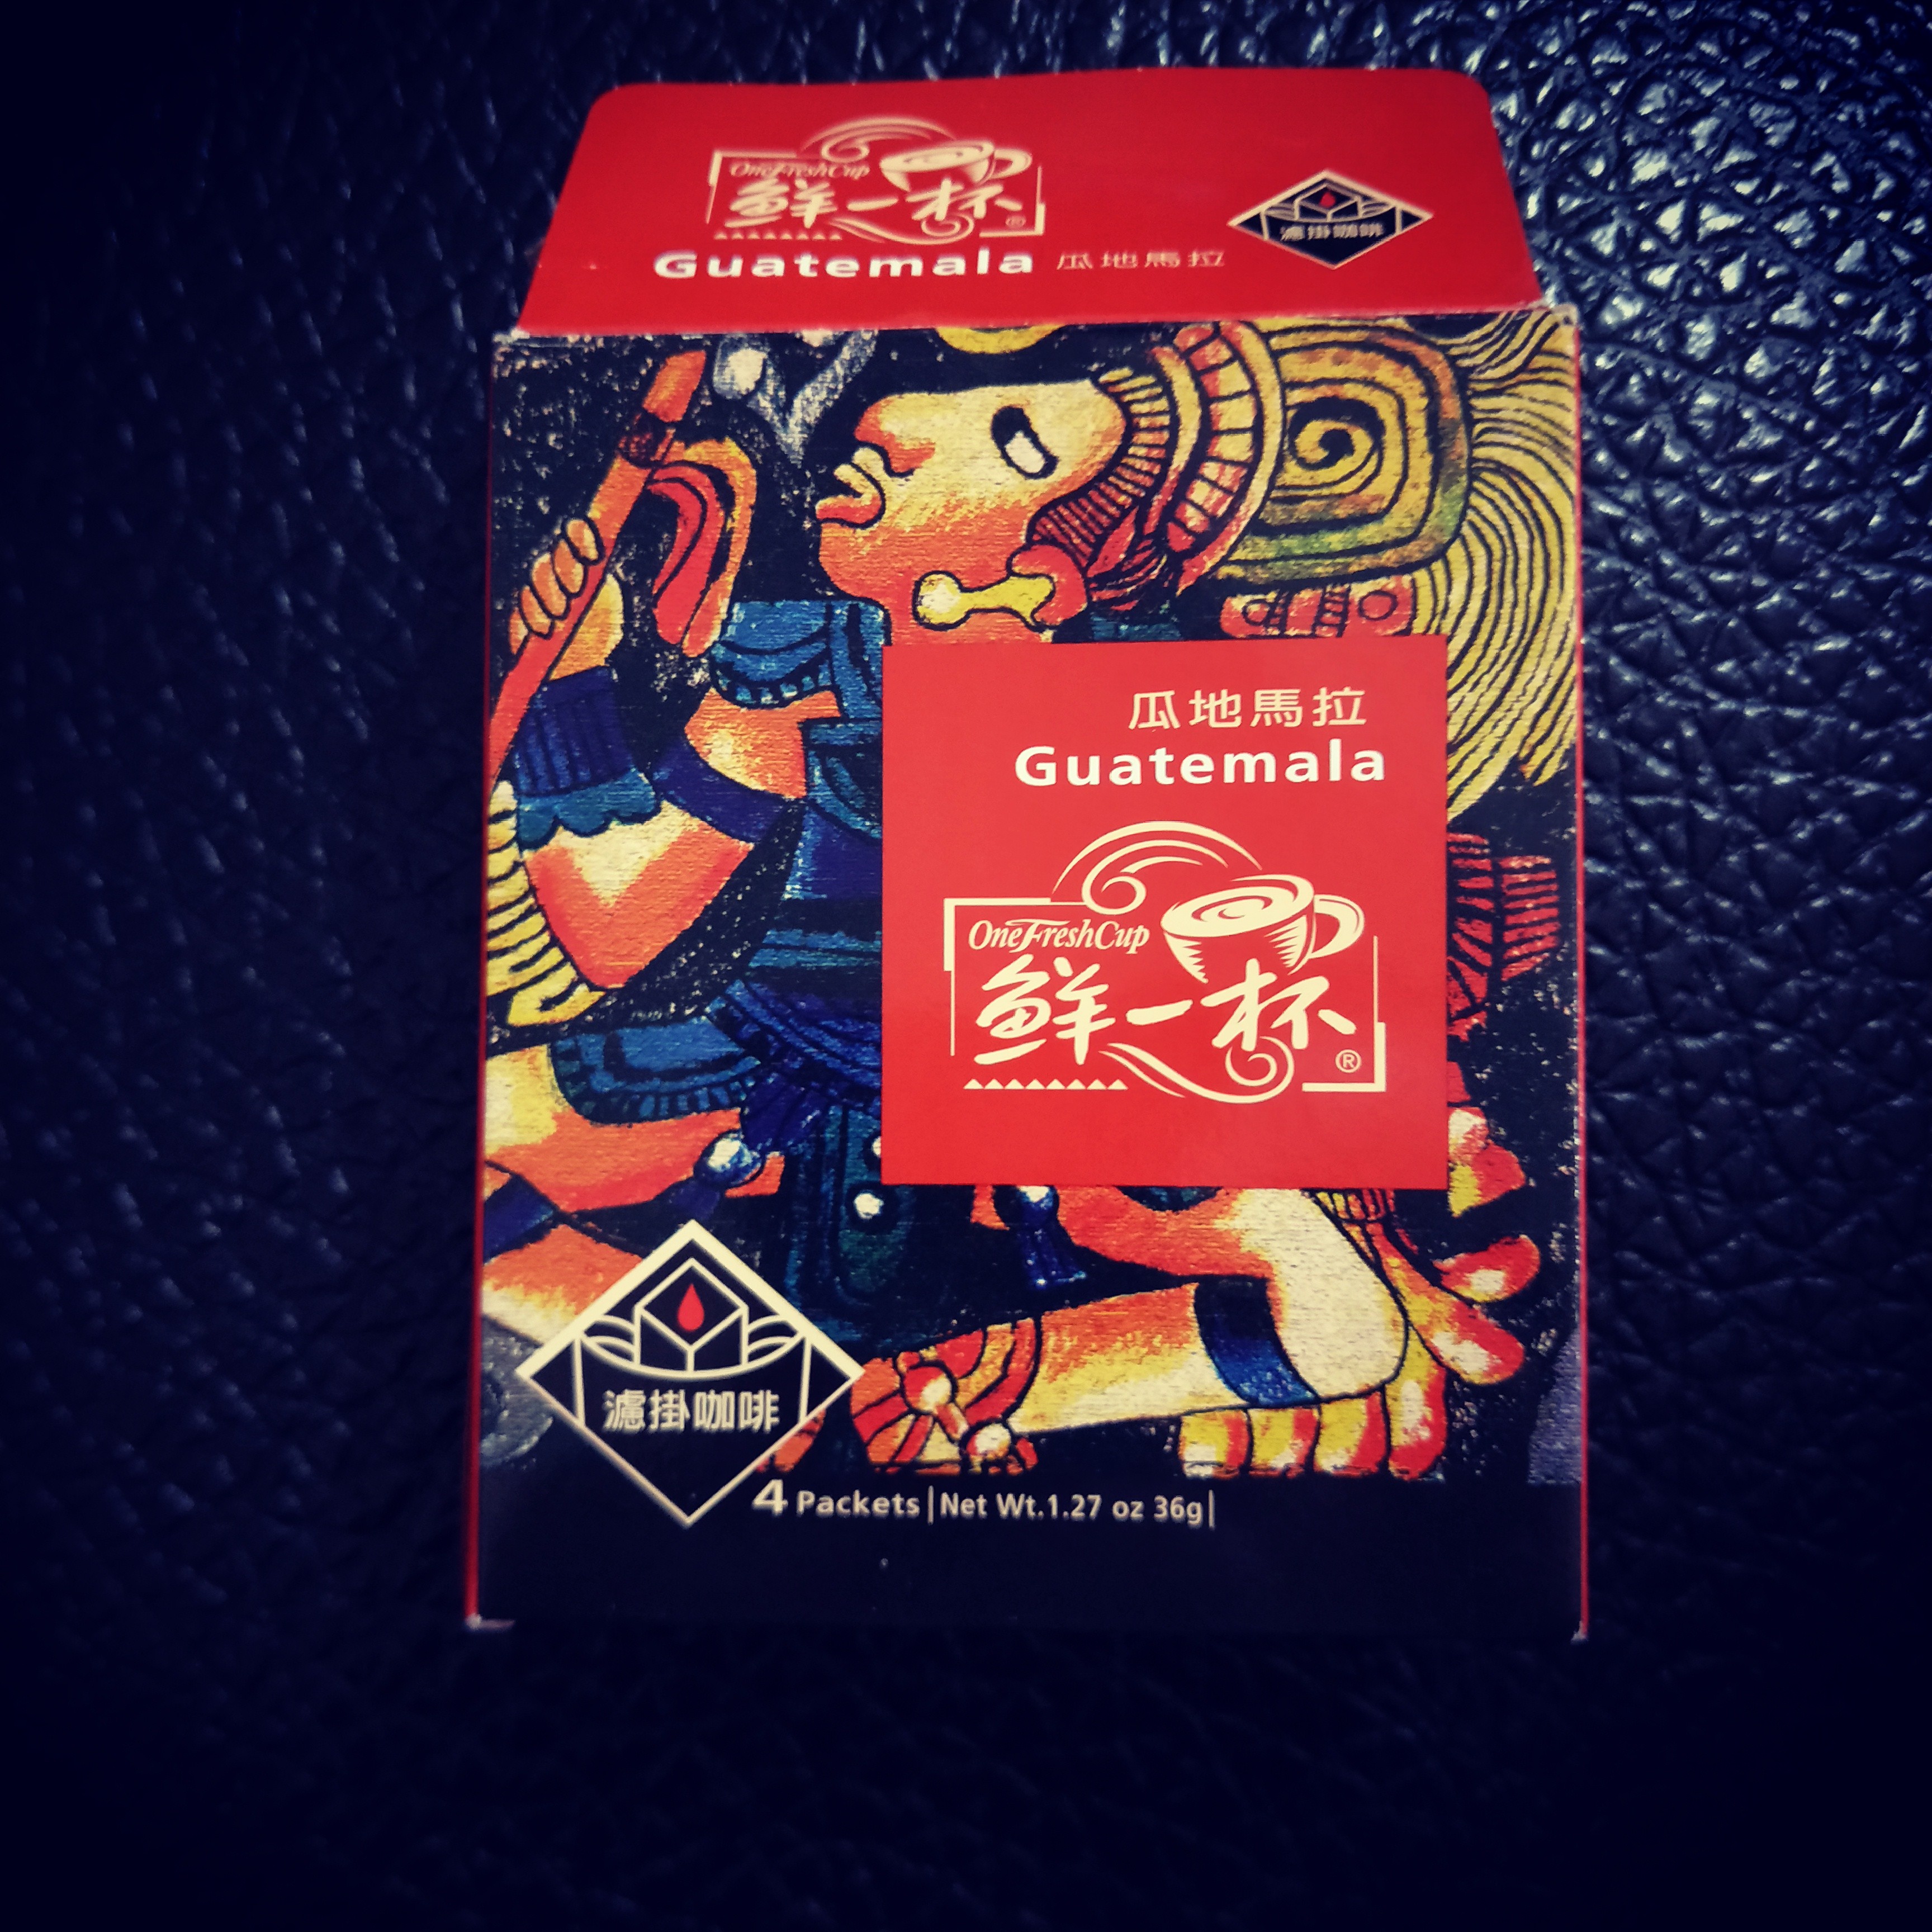 OneFreshCup
鮮一杯®
Guatemala 瓜地馬拉
濾掛咖啡
瓜地馬拉
Guatemala
OneFreshCup
鮮一杯
®
濾掛咖啡
4 Packets|Net Wt.1.27 oz 36g|